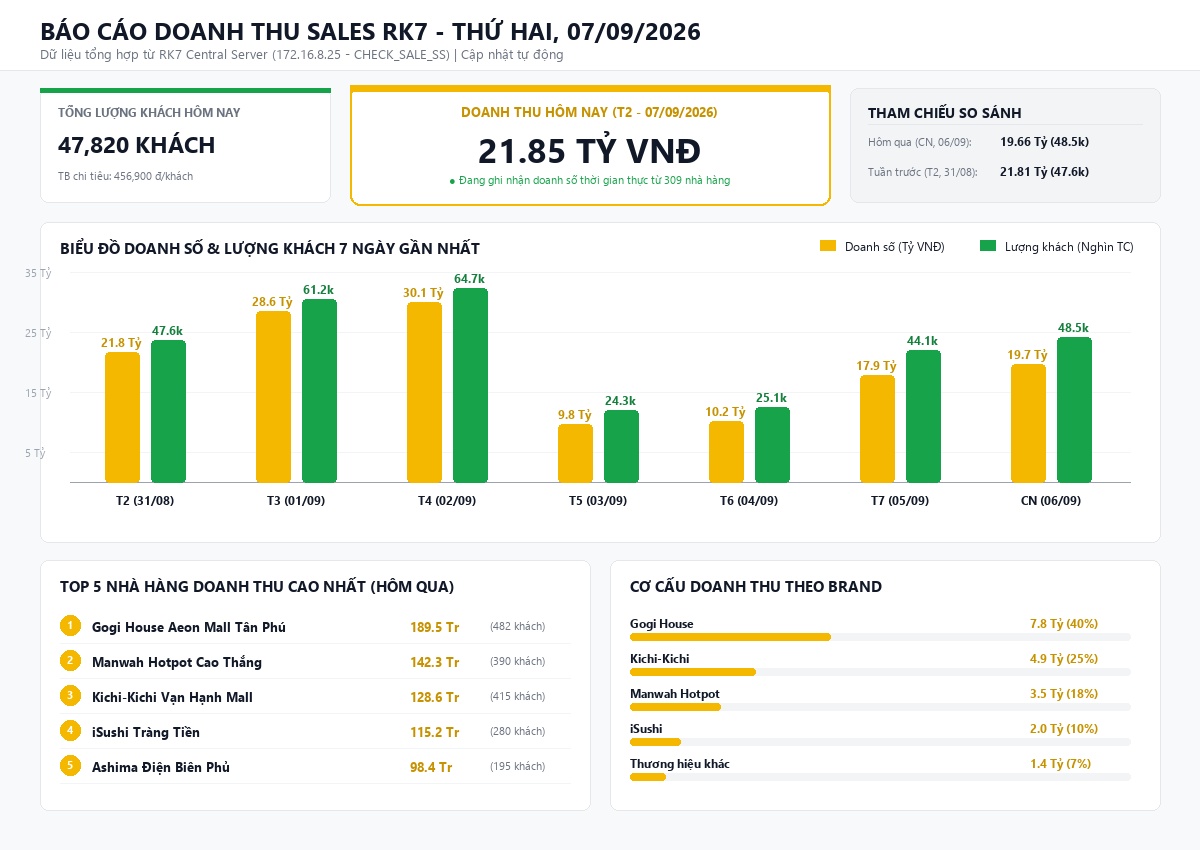 BÁO CÁO DOANH THU SALES RK7 - THỨ HAI, 07/09/2026
Dữ liệu tổng hợp từ RK7 Central Server (172.16.8.25 - CHECK_SALE_SS) | Cập nhật tự động
TỔNG LƯỢNG KHÁCH HÔM NAY
47,820 KHÁCH
TB chi tiêu: 456,900 đ/khách
DOANH THU HÔM NAY (T2 - 07/09/2026)
21.85 TỶ VNĐ
● Đang ghi nhận doanh số thời gian thực từ 309 nhà hàng
THAM CHIẾU SO SÁNH
Hôm qua (CN, 06/09): 19.66 Tỷ (48.5k)
Tuần trước (T2, 31/08): 21.81 Tỷ (47.6k)
BIỂU ĐỒ DOANH SỐ & LƯỢNG KHÁCH 7 NGÀY GẦN NHẤT
Doanh số (Tỷ VNĐ) Lượng khách (Nghìn TC)
35 Tỷ
25 Tỷ
15 Tỷ
5 Tỷ
21.8 Tỷ 47.6k
28.6 Tỷ 61.2k
30.1 Tỷ 64.7k
9.8 Tỷ 24.3k
10.2 Tỷ 25.1k
17.9 Tỷ 44.1k
19.7 Tỷ 48.5k
T2 (31/08) T3 (01/09) T4 (02/09) T5 (03/09) T6 (04/09) T7 (05/09) CN (06/09)
TOP 5 NHÀ HÀNG DOANH THU CAO NHẤT (HÔM QUA)
1 Gogi House Aeon Mall Tân Phú 189.5 Tr (482 khách)
2 Manwah Hotpot Cao Thắng 142.3 Tr (390 khách)
3 Kichi-Kichi Vạn Hạnh Mall 128.6 Tr (415 khách)
4 iSushi Tràng Tiền 115.2 Tr (280 khách)
5 Ashima Điện Biên Phủ 98.4 Tr (195 khách)
CƠ CẤU DOANH THU THEO BRAND
Gogi House 7.8 Tỷ (40%)
Kichi-Kichi 4.9 Tỷ (25%)
Manwah Hotpot 3.5 Tỷ (18%)
iSushi 2.0 Tỷ (10%)
Thương hiệu khác 1.4 Tỷ (7%)